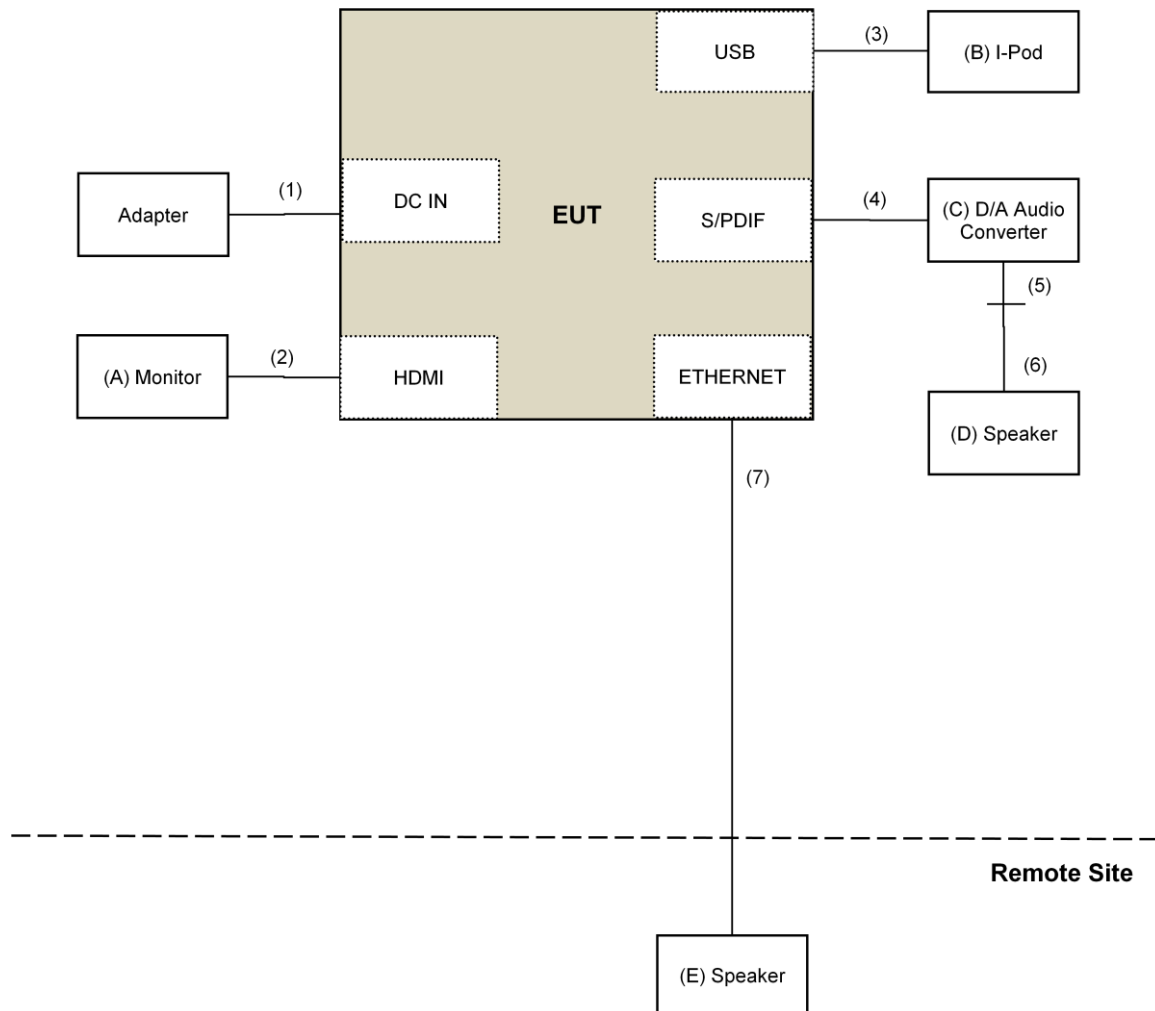 USB
(3)
(B) I-Pod
Adapter
(1)
DC IN
EUT
S/PDIF
(4)
(C) D/A Audio
Converter
(5)
(A) Monitor
(2)
HDMI
ETHERNET
(6)
(D) Speaker
(7)
Remote Site
(E) Speaker